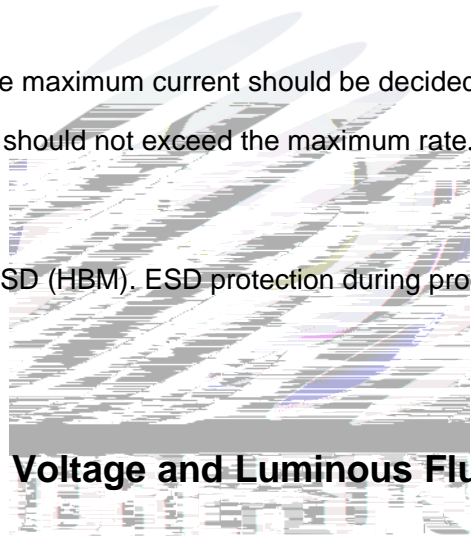 e maximum current should be decided
should not exceed the maximum rate.
SD (HBM). ESD protection during pro
Voltage and Luminous Flu